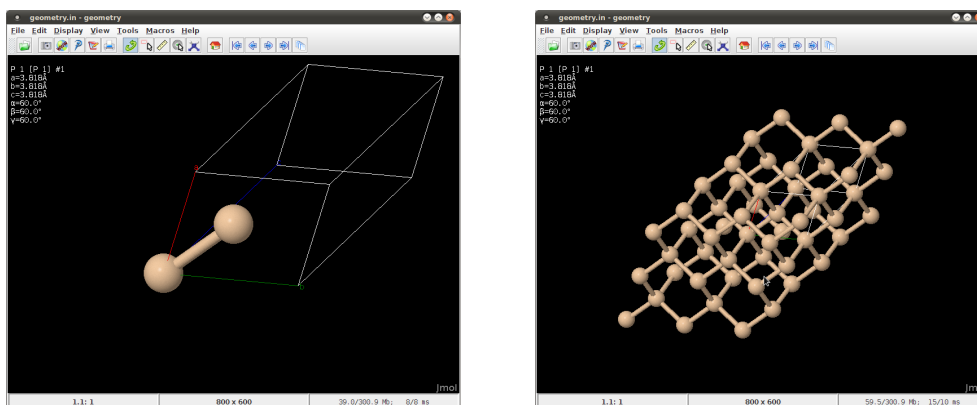 geometry.in - geometry
File Edit Display View Tools Macros Help
P 1 [P 1] #1
a=3.818Å
b=3.818Å
c=3.818Å
α=60.0°
β=60.0°
γ=60.0°
Jmol
1.1: 1
800 x 600
39.0/300.9 Mb; 8/8 ms
geometry.in - geometry
File Edit Display View Tools Macros Help
P 1 [P 1] #1
a=3.818Å
b=3.818Å
c=3.818Å
α=60.0°
β=60.0°
γ=60.0°
Jmol
1.1: 1
800 x 600
59.5/300.9 Mb; 15/10 ms